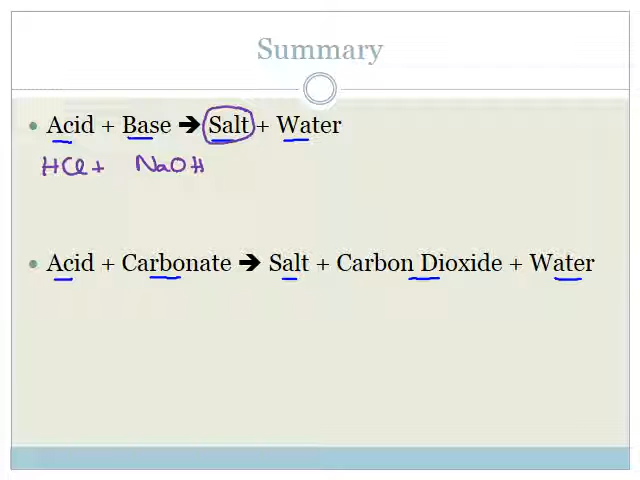 Summary
• Acid + Base → Salt + Water
HCl + NaOH
• Acid + Carbonate → Salt + Carbon Dioxide + Water